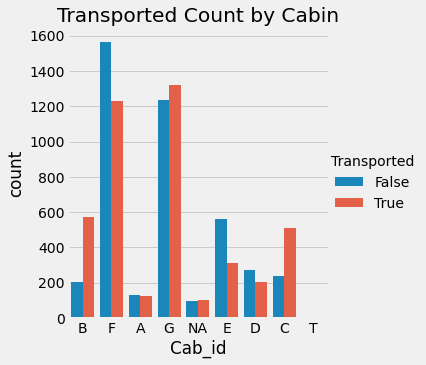 Transported Count by Cabin
1600
1400
1200
1000
800
600
400
200
0
count
B F A G NA E D C T
Cab_id
Transported
False
True